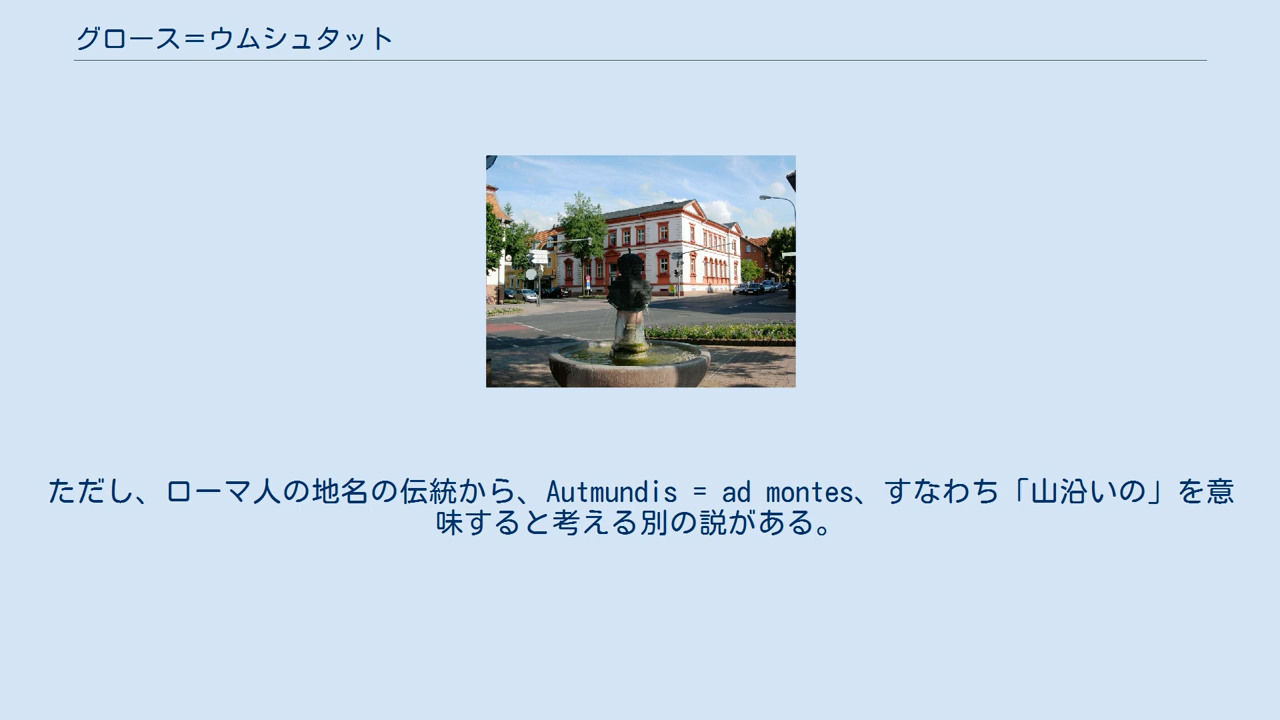 グロース＝ウムシュタット
ただし、ローマ人の地名の伝統から、Autmundis = ad montes、すなわち「山沿いの」を意
味すると考える別の説がある。